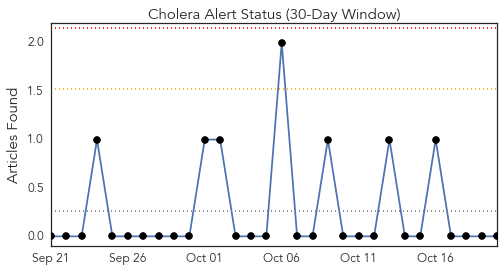 Cholera Alert Status (30-Day Window)
Articles Found
2.0
1.5
1.0
0.5
0.0
Sep 21 Sep 26 Oct 01 Oct 06 Oct 11 Oct 16